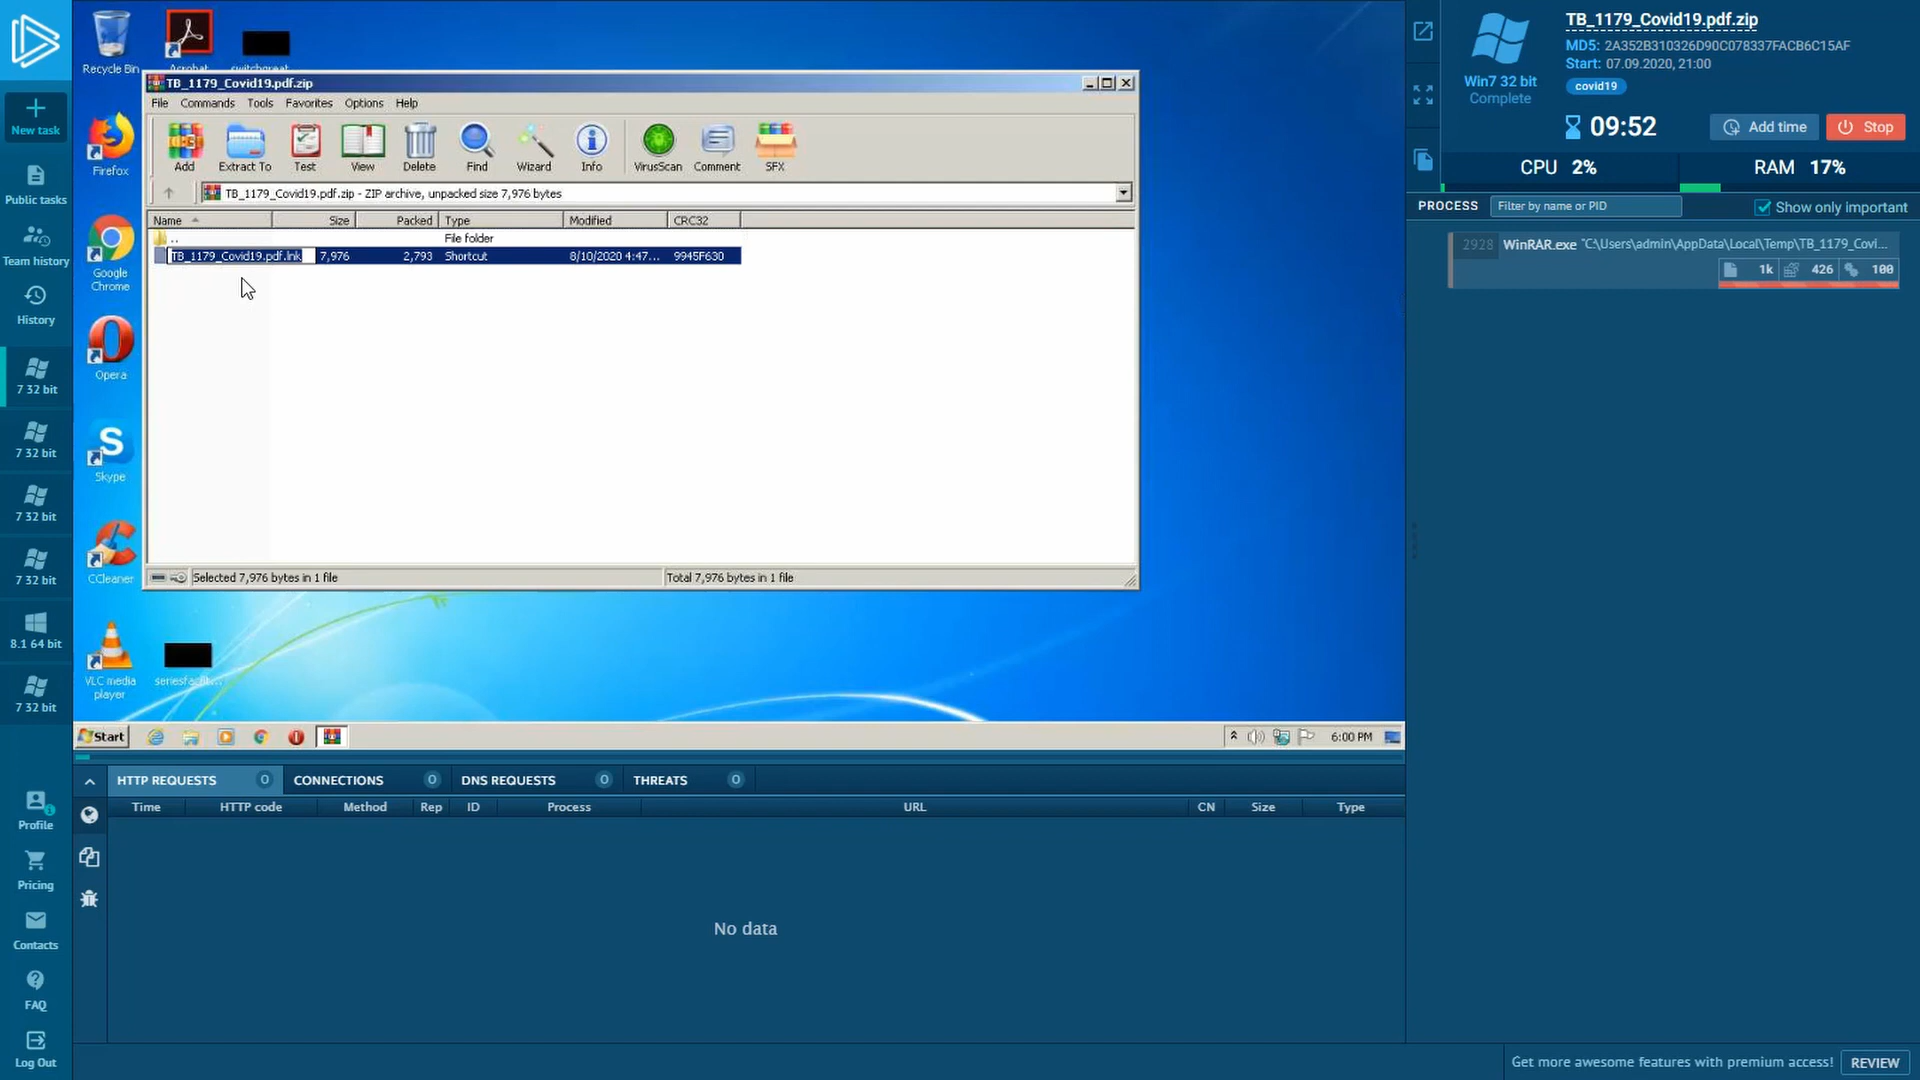 New task
Public tasks
Team history
History
7 32 bit
7 32 bit
7 32 bit
7 32 bit
8.1 64 bit
7 32 bit
Profile
Pricing
Contacts
FAQ
Log Out
Recycle Bin
Acrobat
Firefox
Google
Chrome
Opera
Skype
CCleaner
VLC media
player
TB_1179_Covid19.pdf.zip
File Commands Tools Favorites Options Help
Add Extract To Test View Delete Find Wizard Info VirusScan Comment SFX
TB_1179_Covid19.pdf.zip - ZIP archive, unpacked size 7,976 bytes
Name Size Packed Type Modified CRC32
.. File folder
TB_1179_Covid19.pdf.lnk 7,976 2,793 Shortcut 8/10/2020 4:47... 9945F630
Selected 7,976 bytes in 1 file Total 7,976 bytes in 1 file
Start 6:00 PM
HTTP REQUESTS 0 CONNECTIONS 0 DNS REQUESTS 0 THREATS 0
Time HTTP code Method Rep ID Process URL CN Size Type
No data
Win7 32 bit
Complete
TB_1179_Covid19.pdf.zip
MD5: 2A352B310326D90C078337FACB6C15AF
Start: 07.09.2020, 21:00
covid19
09:52 Add time Stop
CPU 2% RAM 17%
PROCESS Filter by name or PID Show only important
2928 WinRAR.exe "C:\Users\admin\AppData\Local\Temp\TB_1179_Covi...
1k 426 100
Get more awesome features with premium access! REVIEW